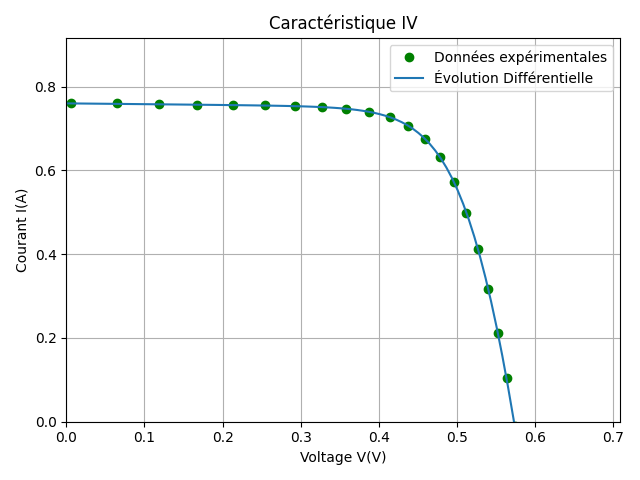 Caractéristique IV
Données expérimentales
Évolution Différentielle
Courant I(A)
0.8
0.6
0.4
0.2
0.0
0.0 0.1 0.2 0.3 0.4 0.5 0.6 0.7
Voltage V(V)